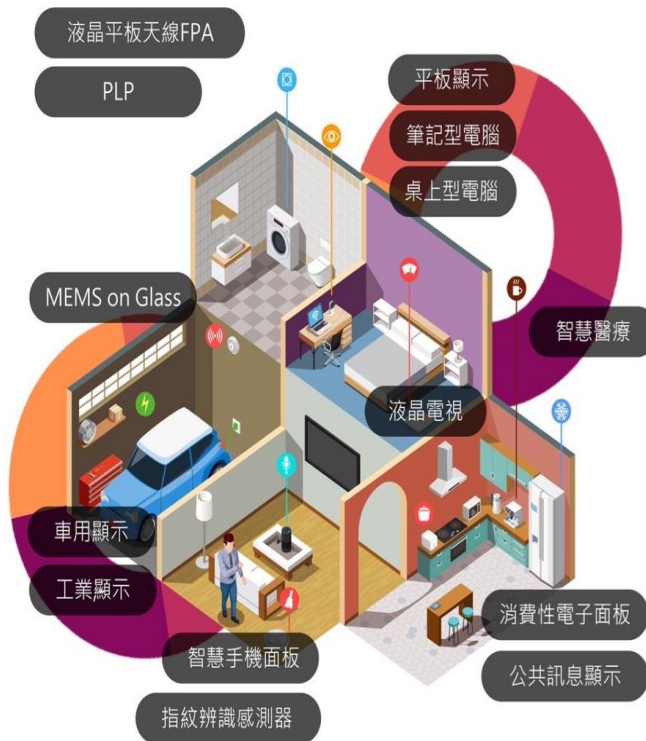 液晶平板天線FPA
PLP
平板顯示
筆記型電腦
桌上型電腦
MEMS on Glass
智慧醫療
液晶電視
車用顯示
工業顯示
消費性電子面板
公共訊息顯示
智慧手機面板
指紋辨識感測器